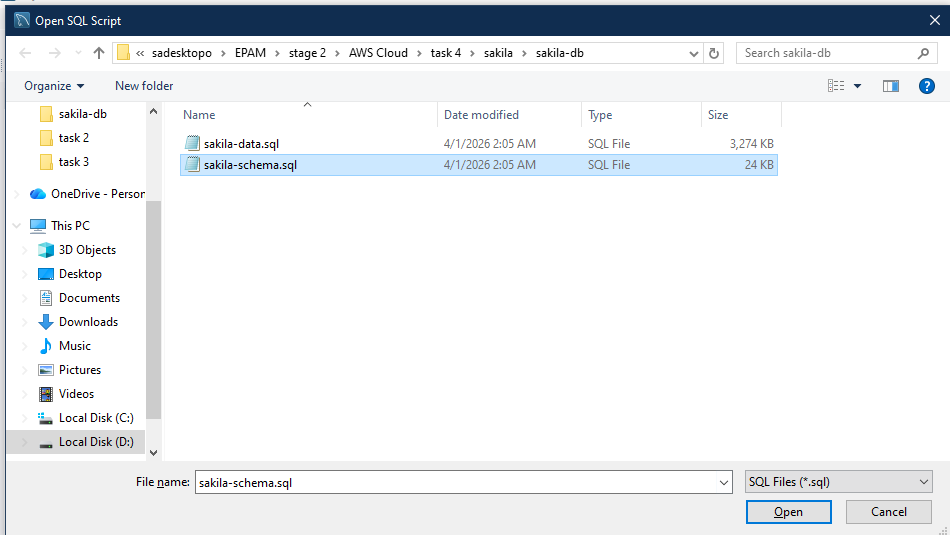 Open SQL Script
« sadesktopo > EPAM > stage 2 > AWS Cloud > task 4 > sakila > sakila-db
Search sakila-db
Organize New folder
Name Date modified Type Size
sakila-data.sql 4/1/2026 2:05 AM SQL File 3,274 KB
sakila-schema.sql 4/1/2026 2:05 AM SQL File 24 KB
sakila-db
task 2
task 3
OneDrive - Person
This PC
3D Objects
Desktop
Documents
Downloads
Music
Pictures
Videos
Local Disk (C:)
Local Disk (D:)
File name: sakila-schema.sql SQL Files (*.sql)
Open Cancel